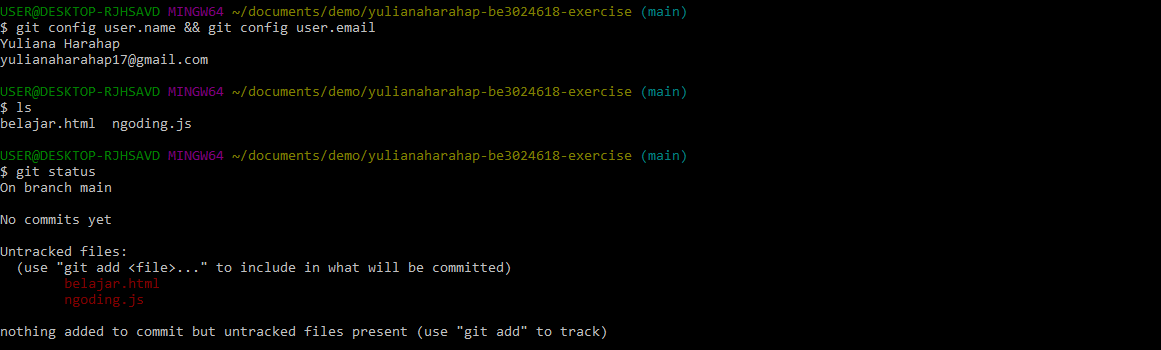 USER@DESKTOP-RJHSAVD MINGW64 ~/documents/demo/yulianaharahap-be3024618-exercise (main)
$ git config user.name && git config user.email
Yuliana Harahap
yulianaharahap17@gmail.com
USER@DESKTOP-RJHSAVD MINGW64 ~/documents/demo/yulianaharahap-be3024618-exercise (main)
$ ls
belajar.html  ngoding.js
USER@DESKTOP-RJHSAVD MINGW64 ~/documents/demo/yulianaharahap-be3024618-exercise (main)
$ git status
On branch main
No commits yet
Untracked files:
  (use "git add <file>..." to include in what will be committed)
        belajar.html
        ngoding.js
nothing added to commit but untracked files present (use "git add" to track)